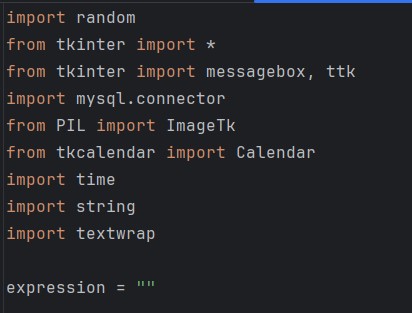 import random
from tkinter import *
from tkinter import messagebox, ttk
import mysql.connector
from PIL import ImageTk
from tkcalendar import Calendar
import time
import string
import textwrap
expression = ""